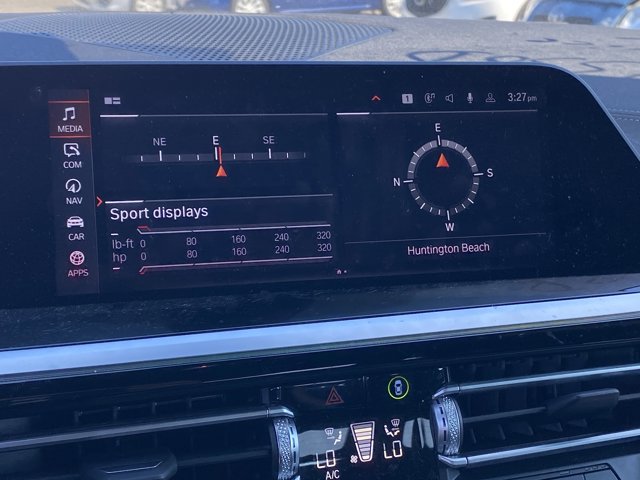 1 3:27 pm
MEDIA
COM
NAV
CAR
APPS
NE E SE
Sport displays
lb-ft 0 80 160 240 320
hp 0 80 160 240 320
E
N S
W
Huntington Beach
LO LO
A/C